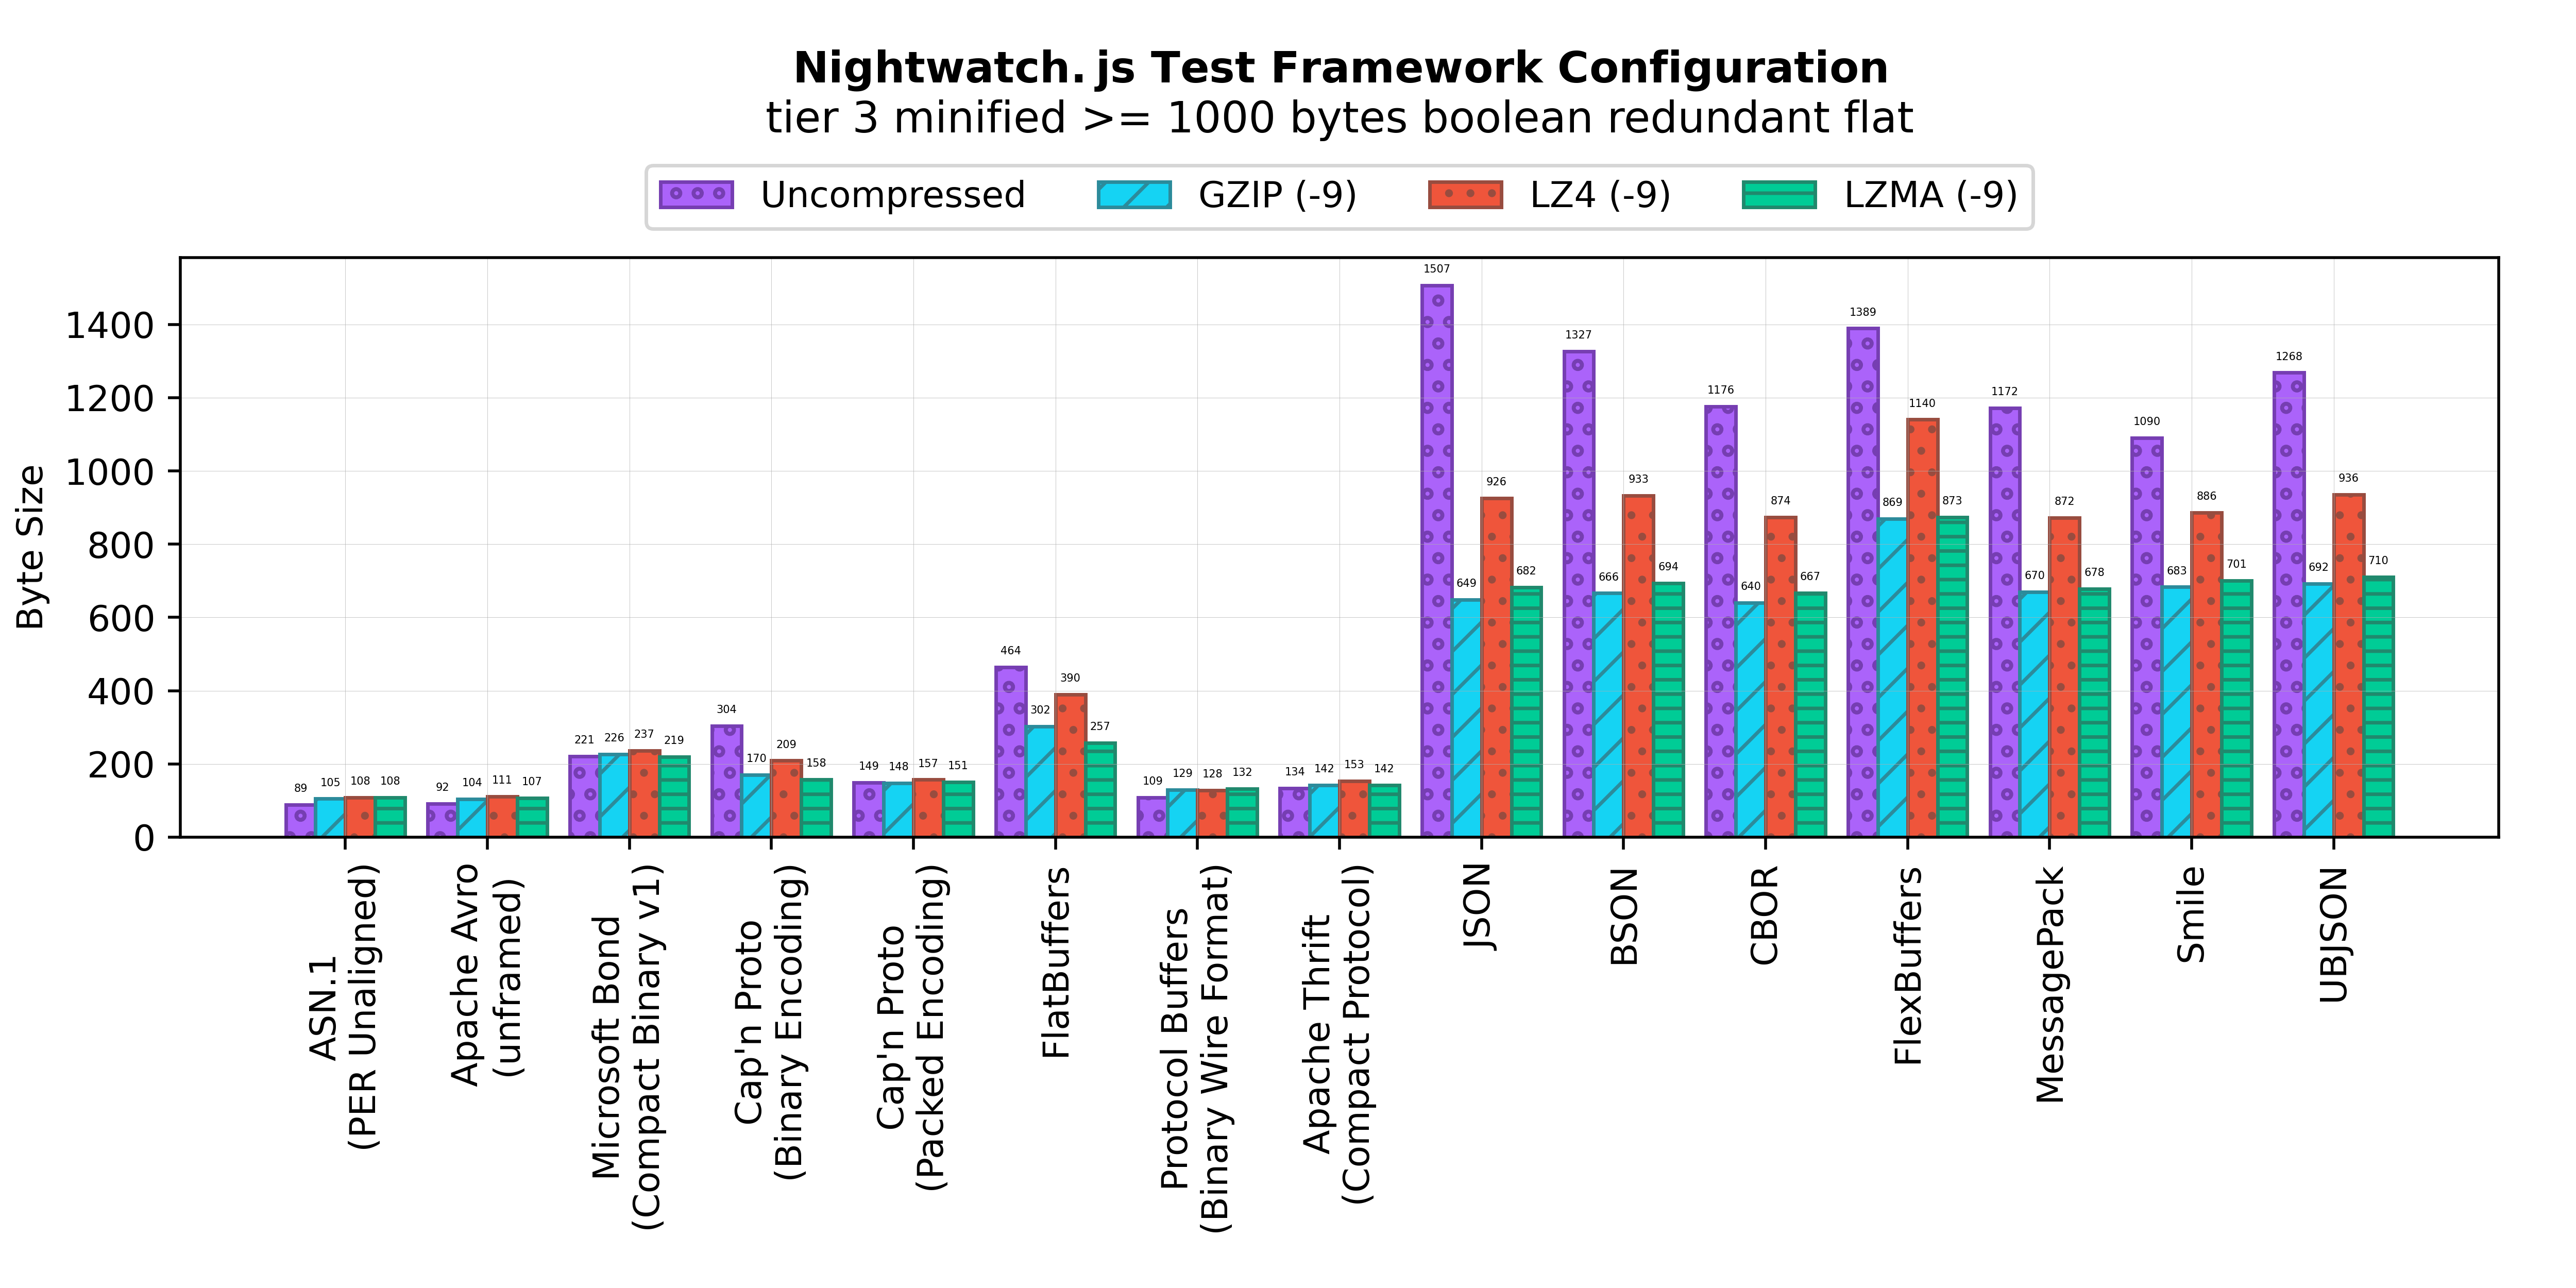 Nightwatch.js Test Framework Configuration
tier 3 minified >= 1000 bytes boolean redundant flat
Uncompressed
GZIP (-9)
LZ4 (-9)
LZMA (-9)
Byte Size
1400
1200
1000
800
600
400
200
0
89
105
108
108
92
104
111
107
221
226
237
219
304
170
209
158
149
148
157
151
464
302
390
257
109
129
128
132
134
142
153
142
1507
649
926
682
1327
666
933
694
1176
640
874
667
1389
869
1140
873
1172
670
872
678
1090
683
886
701
1268
692
936
710
ASN.1
(PER Unaligned)
Apache Avro
(unframed)
Microsoft Bond
(Compact Binary v1)
Cap'n Proto
(Binary Encoding)
Cap'n Proto
(Packed Encoding)
FlatBuffers
Protocol Buffers
(Binary Wire Format)
Apache Thrift
(Compact Protocol)
JSON
BSON
CBOR
FlexBuffers
MessagePack
Smile
UBJSON